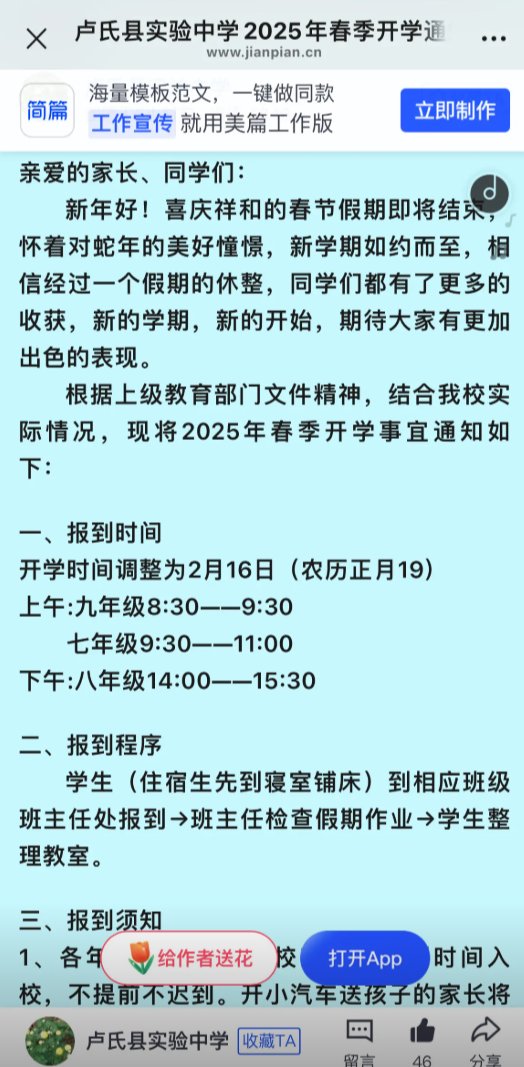 卢氏县实验中学2025年春季开学通
www.jianpian.cn
简篇
海量模板范文，一键做同款
工作宣传 就用美篇工作版
立即制作
亲爱的家长、同学们：
新年好！喜庆祥和的春节假期即将结束，
怀着对蛇年的美好憧憬，新学期如约而至，相
信经过一个假期的休整，同学们都有了更多的
收获，新的学期，新的开始，期待大家有更加
出色的表现。
根据上级教育部门文件精神，结合我校实
际情况，现将2025年春季开学事宜通知如
下：
一、报到时间
开学时间调整为2月16日（农历正月19）
上午:九年级8:30——9:30
七年级9:30——11:00
下午:八年级14:00——15:30
二、报到程序
学生（住宿生先到寝室铺床）到相应班级
班主任处报到→班主任检查假期作业→学生整
理教室。
三、报到须知
1、各年
校
时间入
给作者送花
打开App
校，不提前不迟到。开小汽车送孩子的家长将
卢氏县实验中学
收藏TA
留言
46
分享